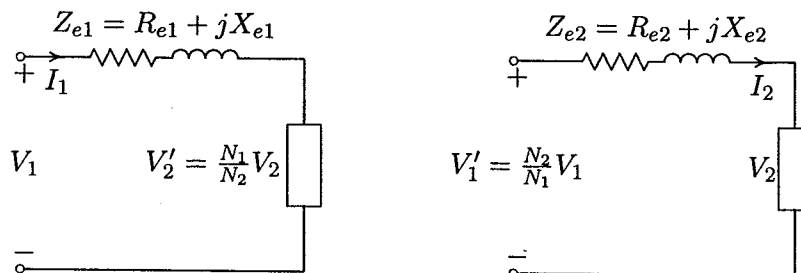 Z_{e1} = R_{e1} + jX_{e1}
+ I_1
V_1
V_2' = \frac{N_1}{N_2} V_2
−
Z_{e2} = R_{e2} + jX_{e2}
+
I_2
V_1' = \frac{N_2}{N_1} V_1
V_2
−